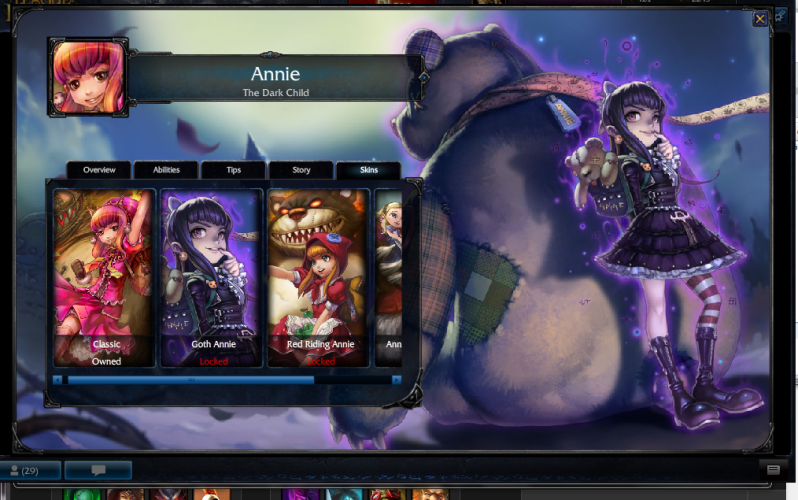 Annie
The Dark Child
Overview
Abilities
Tips
Story
Skins
Classic
Owned
Goth Annie
Locked
Red Riding Annie
Locked
Ann
(29)